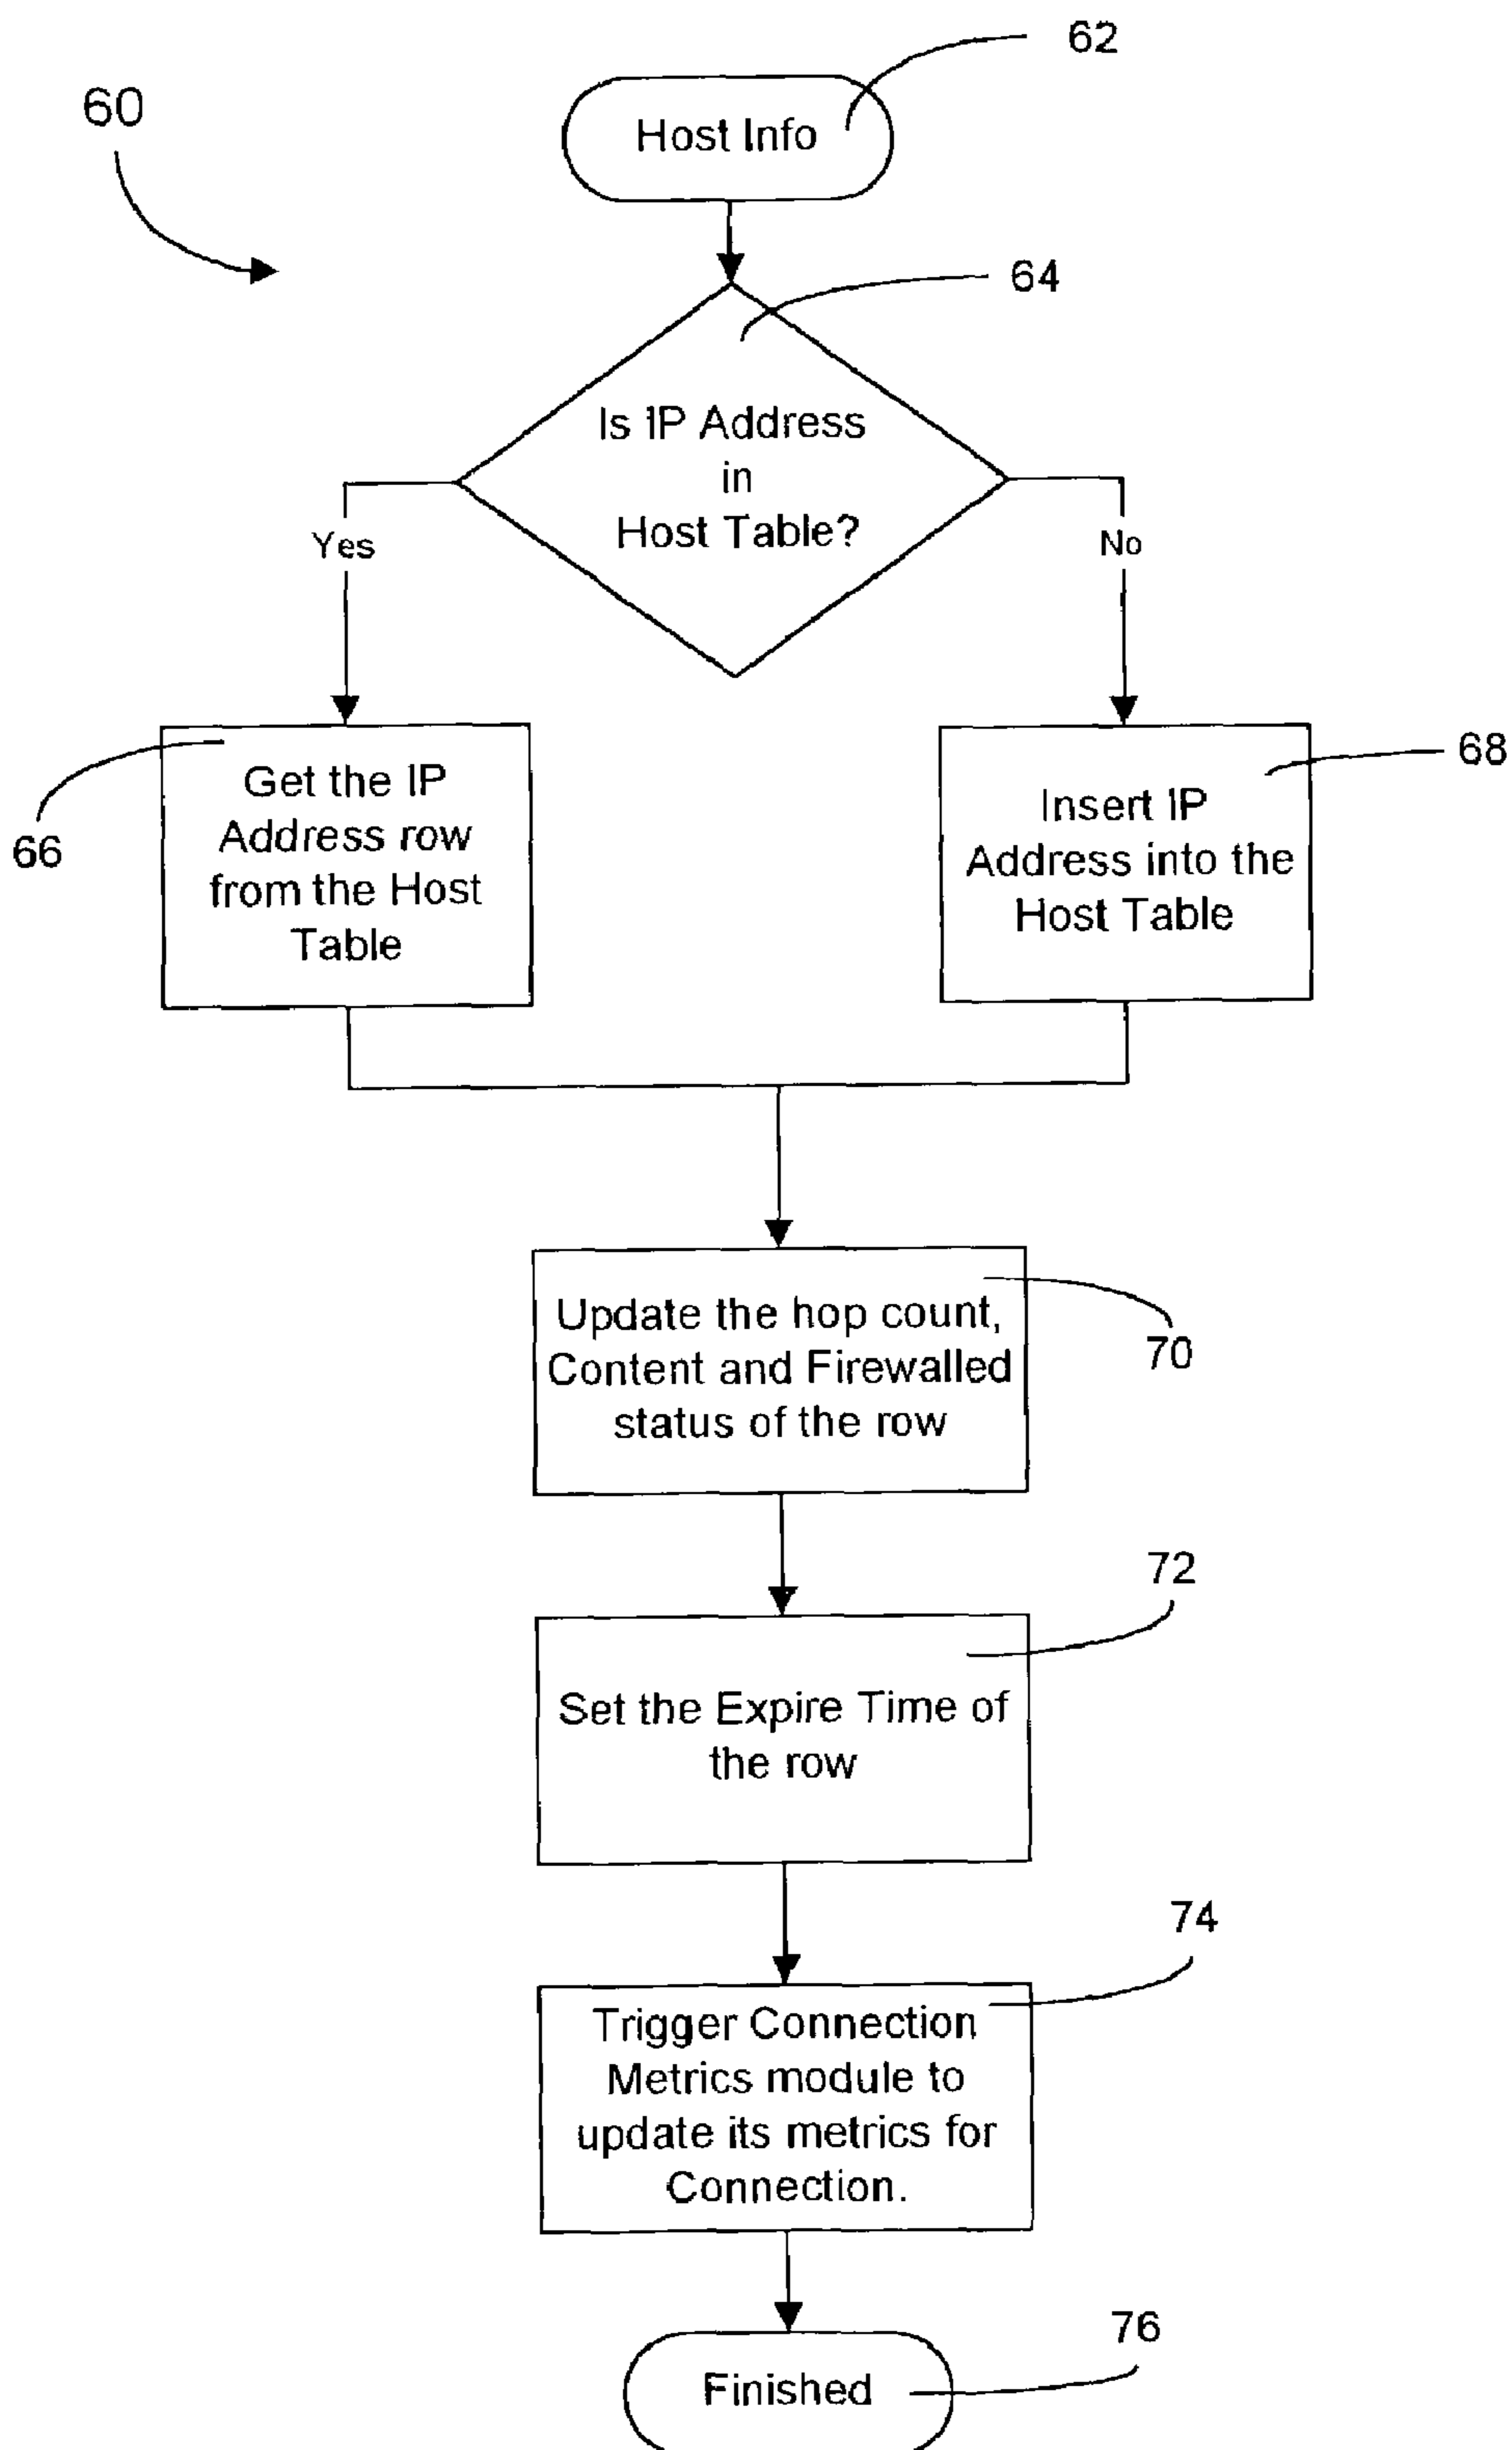 62
60
Host Info
64
Is IP Address
in
Host Table?
Yes
No
66
Get the IP
Address row
from the Host
Table
68
Insert IP
Address into the
Host Table
Update the hop count,
Content and Firewalled
status of the row
70
72
Set the Expire Time of
the row
74
Trigger Connection
Metrics module to
update its metrics for
Connection.
76
Finished